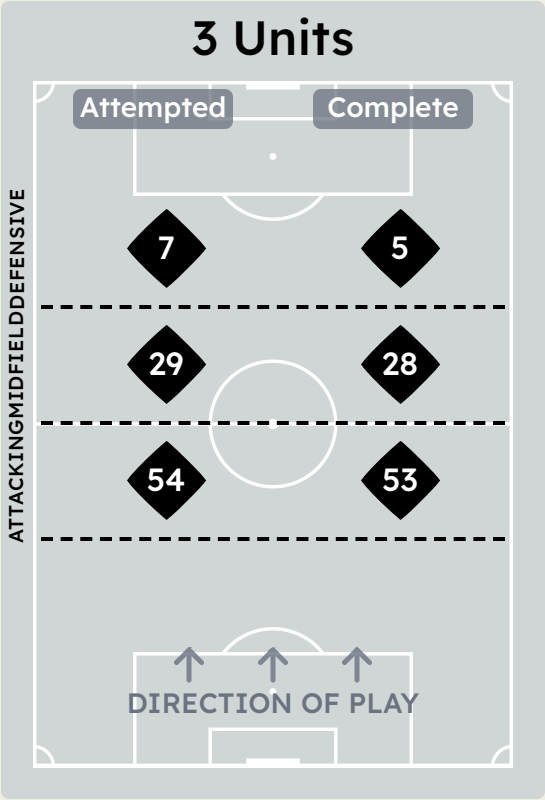 3 Units
Attempted Complete
7 5
29 28
54 53
ATTACKINGMIDFIELDDEFENSIVE
DIRECTION OF PLAY